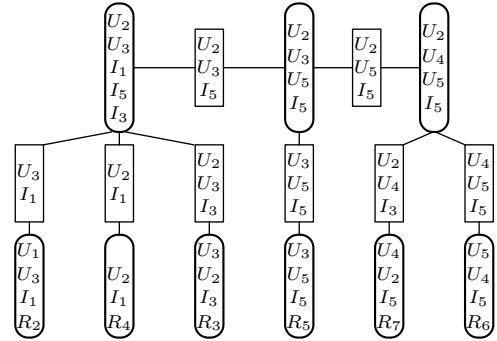 U₂
U₃
I₁
I₅
I₃
U₂
U₃
I₅
U₂
U₃
U₅
I₅
U₂
U₅
I₅
U₂
U₄
U₅
I₅
U₃
I₁
U₂
I₁
U₂
U₃
I₃
U₃
U₅
I₅
U₂
U₄
I₃
U₄
U₅
I₅
U₁
U₃
I₁
R₂
U₂
I₁
R₄
U₃
U₂
I₃
R₃
U₃
U₅
I₅
R₅
U₄
U₂
I₅
R₇
U₅
U₄
I₅
R₆